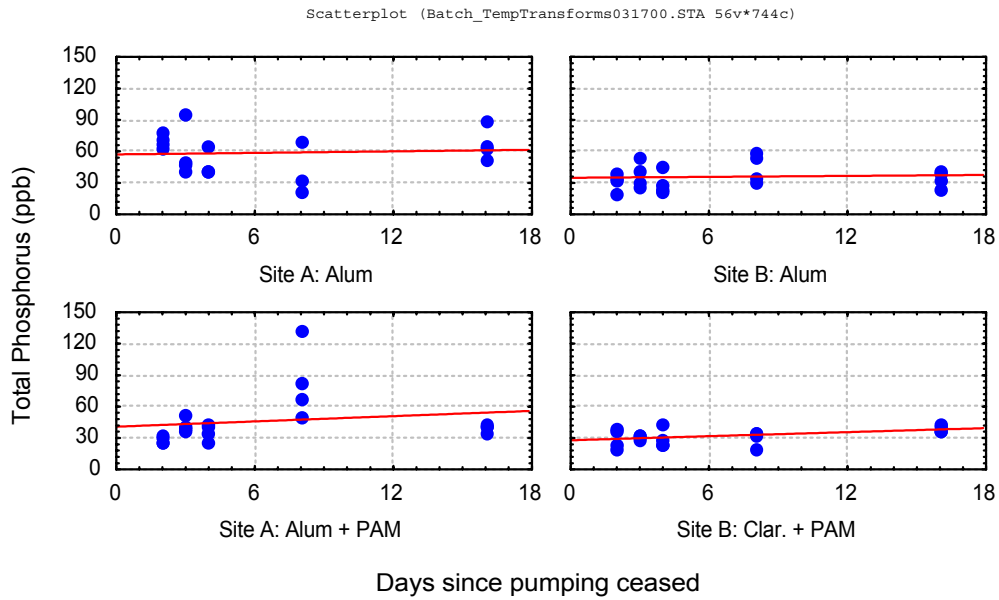 Scatterplot (Batch_TempTransforms031700.STA 56v*744c)
Total Phosphorus (ppb)
150
120
90
60
30
0
0 6 12 18
Site A: Alum
0 6 12 18
Site B: Alum
150
120
90
60
30
0
0 6 12 18
Site A: Alum + PAM
0 6 12 18
Site B: Clar. + PAM
Days since pumping ceased